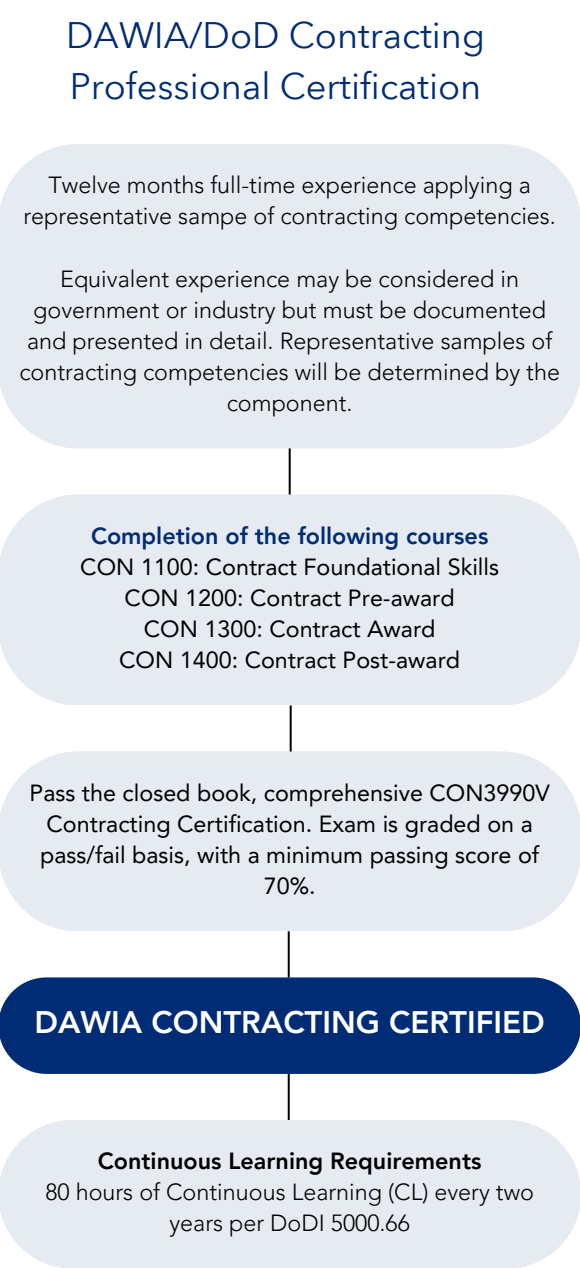 DAWIA/DoD Contracting
Professional Certification
Twelve months full-time experience applying a
representative sampe of contracting competencies.
Equivalent experience may be considered in
government or industry but must be documented
and presented in detail. Representative samples of
contracting competencies will be determined by the
component.
Completion of the following courses
CON 1100: Contract Foundational Skills
CON 1200: Contract Pre-award
CON 1300: Contract Award
CON 1400: Contract Post-award
Pass the closed book, comprehensive CON3990V
Contracting Certification. Exam is graded on a
pass/fail basis, with a minimum passing score of
70%.
DAWIA CONTRACTING CERTIFIED
Continuous Learning Requirements
80 hours of Continuous Learning (CL) every two
years per DoDI 5000.66